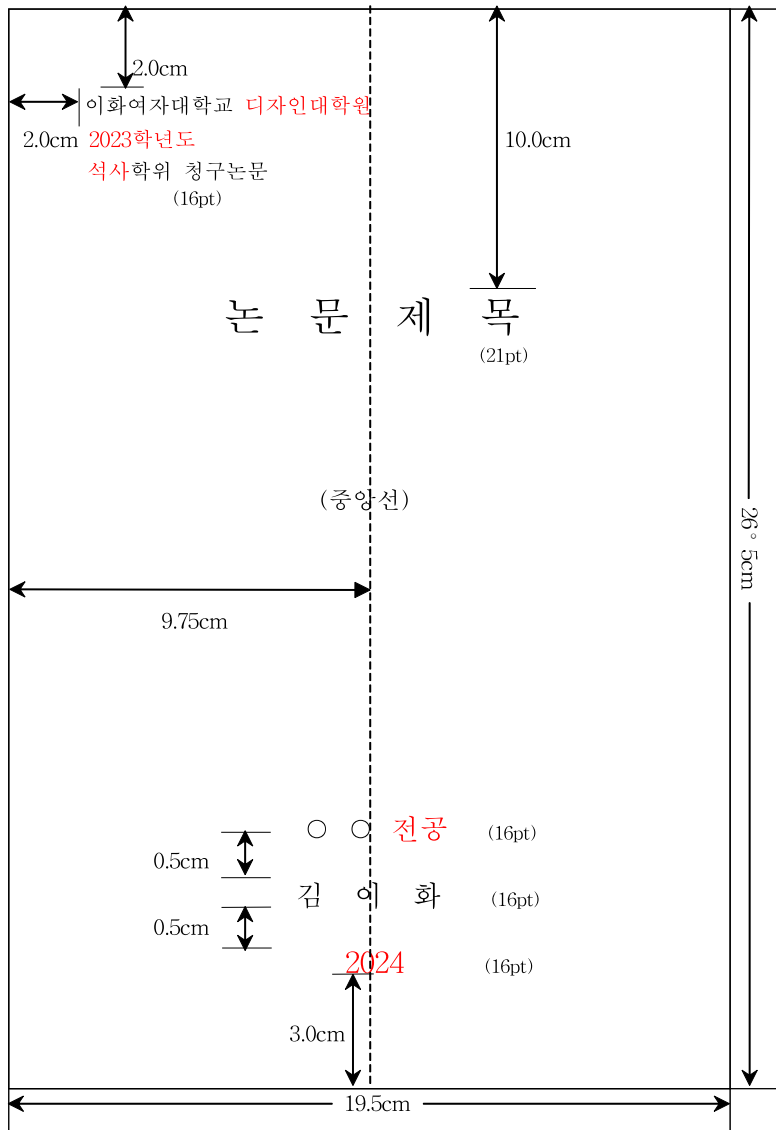 2.0cm
이화여자대학교 디자인대학원
2.0cm 2023학년도
10.0cm
석사학위 청구논문
(16pt)
논 문 제 목
(21pt)
(중앙선)
26。5cm
9.75cm
○ ○ 전공 (16pt)
0.5cm
김 이 화 (16pt)
0.5cm
2024 (16pt)
3.0cm
19.5cm